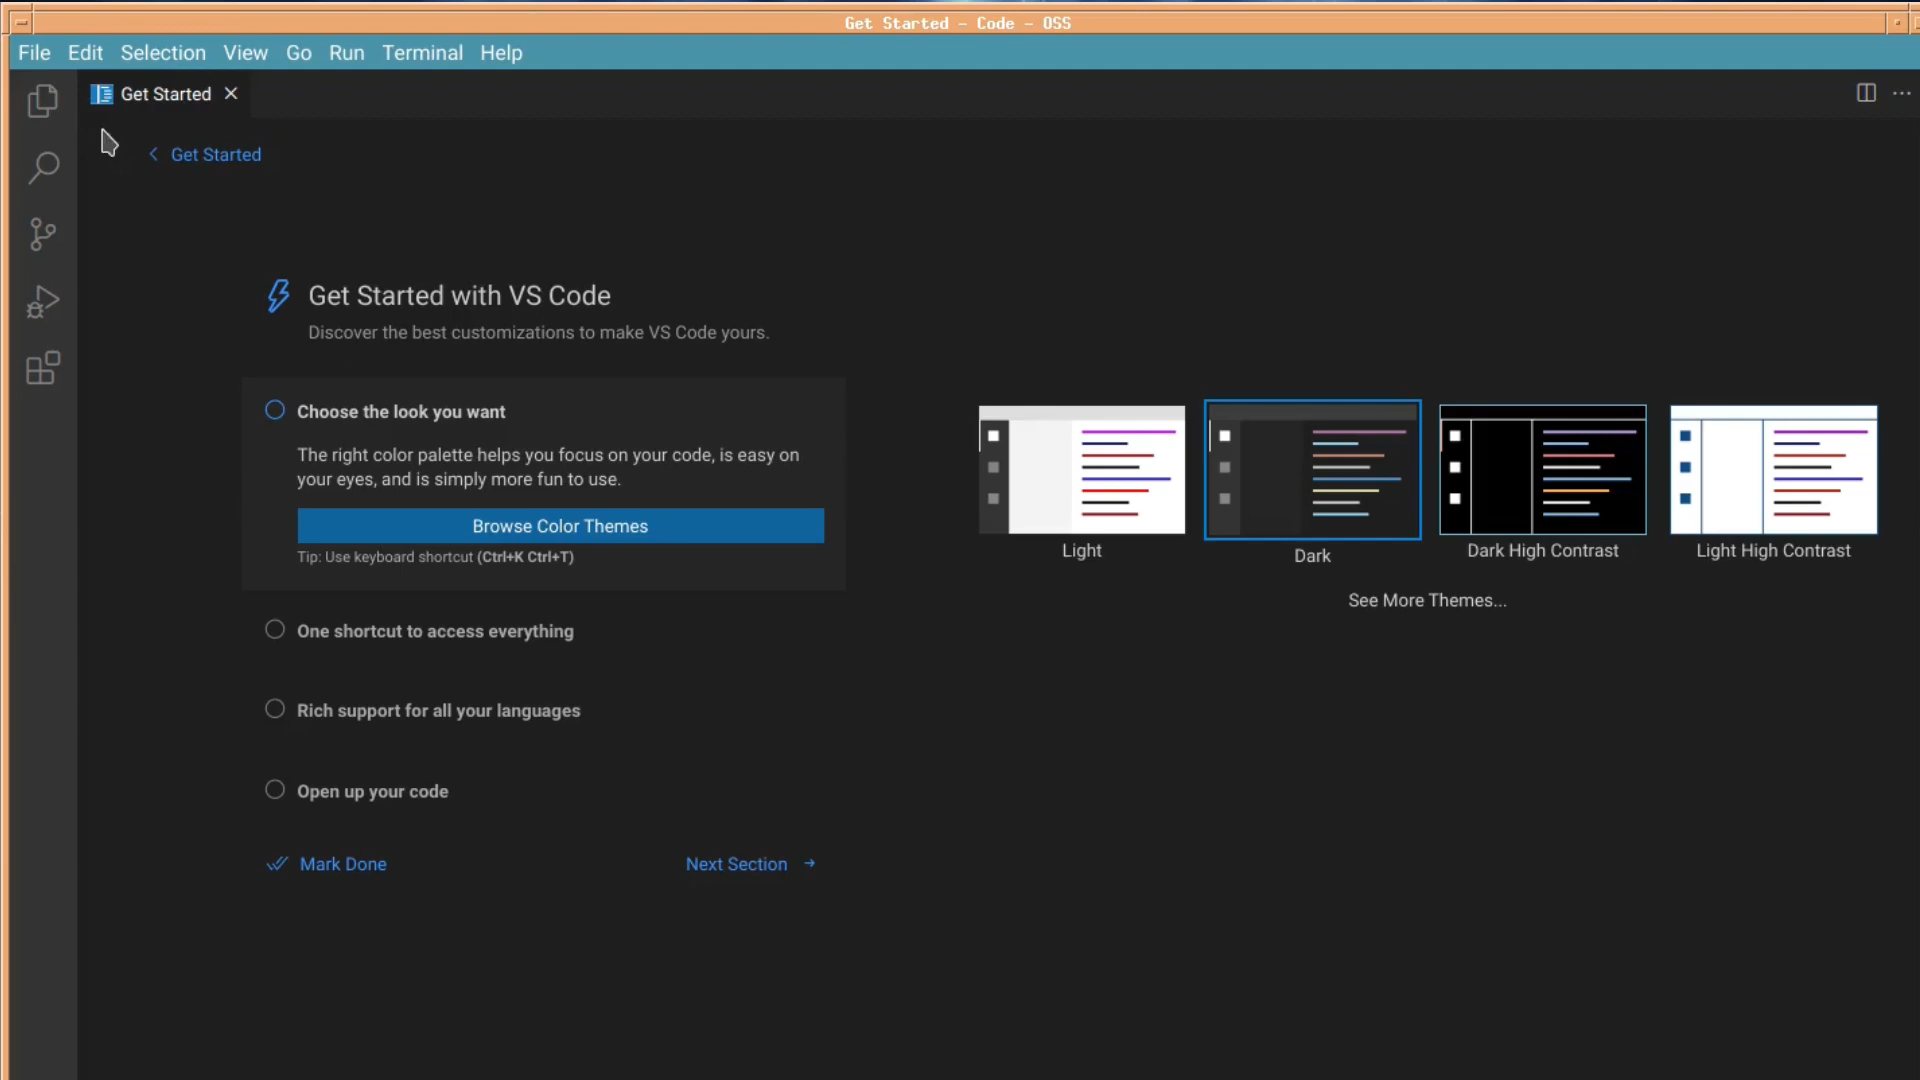 Get Started - Code - OSS
File Edit Selection View Go Run Terminal Help
Get Started
Get Started
Get Started with VS Code
Discover the best customizations to make VS Code yours.
Choose the look you want
The right color palette helps you focus on your code, is easy on
your eyes, and is simply more fun to use.
Browse Color Themes
Tip: Use keyboard shortcut (Ctrl+K Ctrl+T)
One shortcut to access everything
Rich support for all your languages
Open up your code
Mark Done
Next Section
Light
Dark
Dark High Contrast
Light High Contrast
See More Themes...